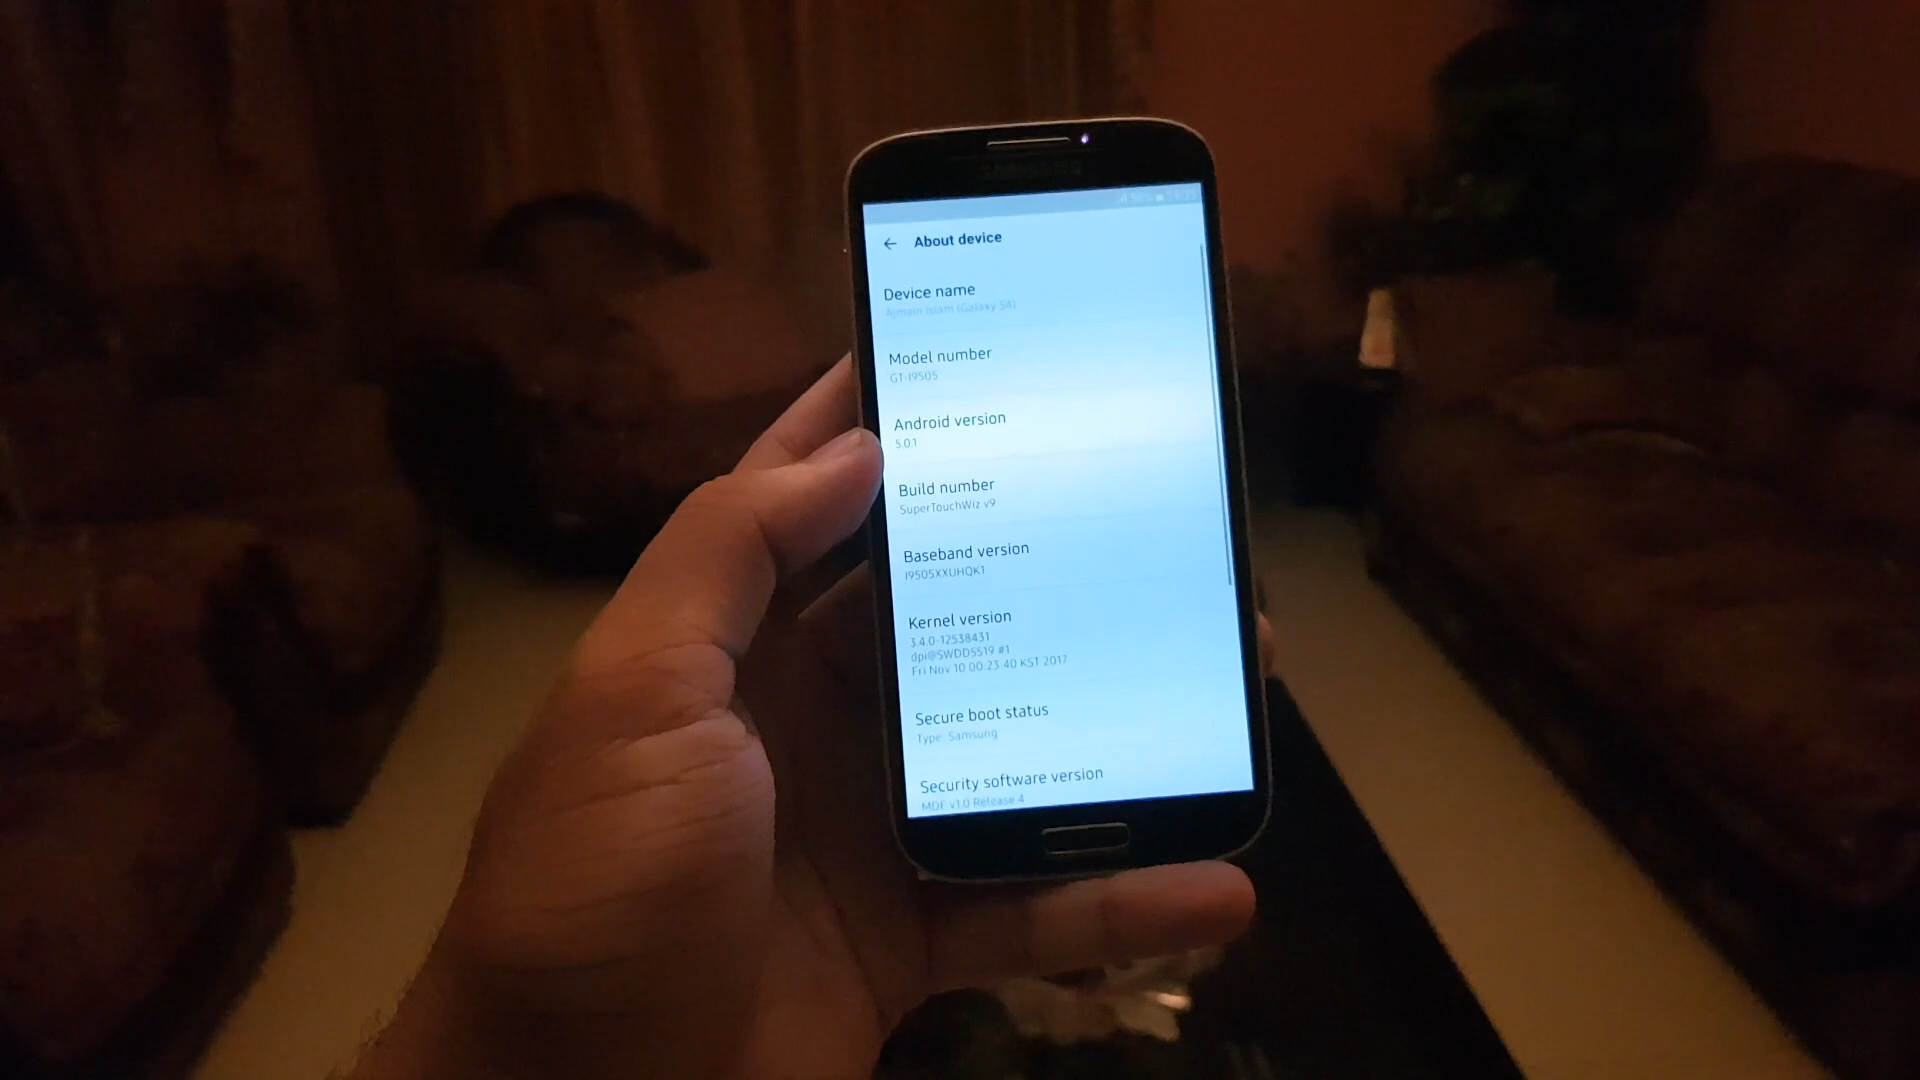 SAMSUNG
About device
Device name
Ajmain Islam (Galaxy S4)
Model number
GT-I9505
Android version
5.0.1
Build number
SuperTouchWiz v9
Baseband version
I9505XXUHQK1
Kernel version
3.4.0-12538431
dpi@SWDD5519 #1
Fri Nov 10 00:23:40 KST 2017
Secure boot status
Type: Samsung
Security software version
MDF v1.0 Release 4